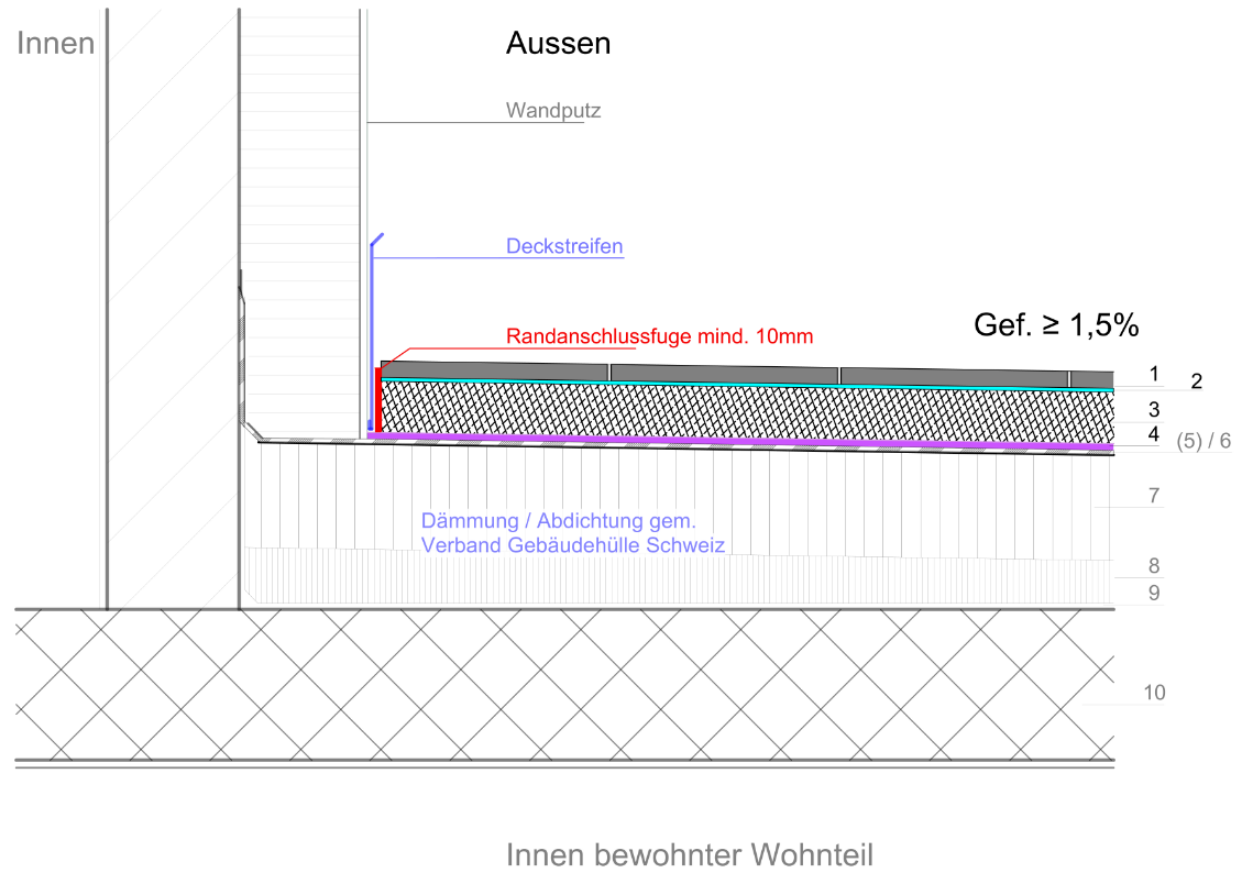 Innen
Aussen
Wandputz
Deckstreifen
Gef. ≥ 1,5%
Randanschlussfuge mind. 10mm
1
2
3
4
(5) / 6
7
Dämmung / Abdichtung gem.
Verband Gebäudehülle Schweiz
8
9
10
Innen bewohnter Wohnteil